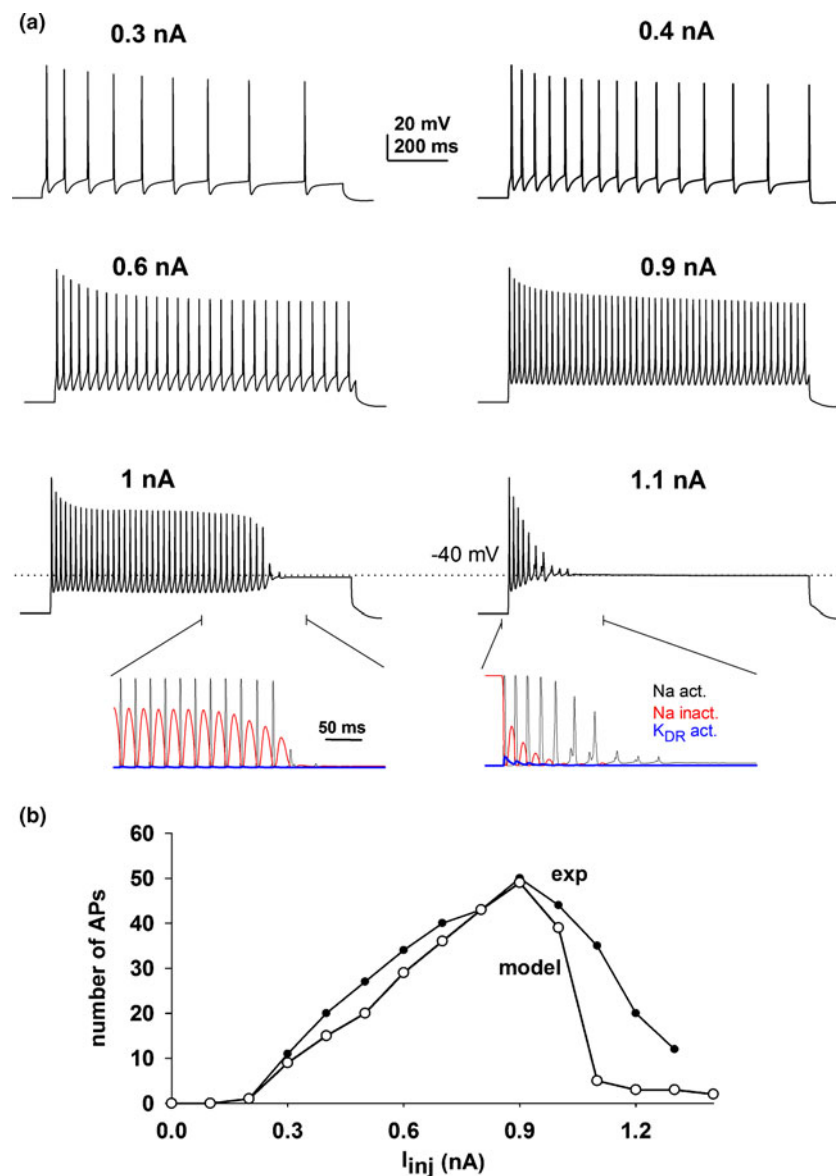 (a)
0.3 nA
0.4 nA
20 mV
200 ms
0.6 nA
0.9 nA
1 nA
1.1 nA
-40 mV
50 ms
Na act.
Na inact.
KDR act.
(b)
60
50
40
30
20
10
0
number of APs
exp
model
0.0
0.3
0.6
0.9
1.2
Iinj (nA)